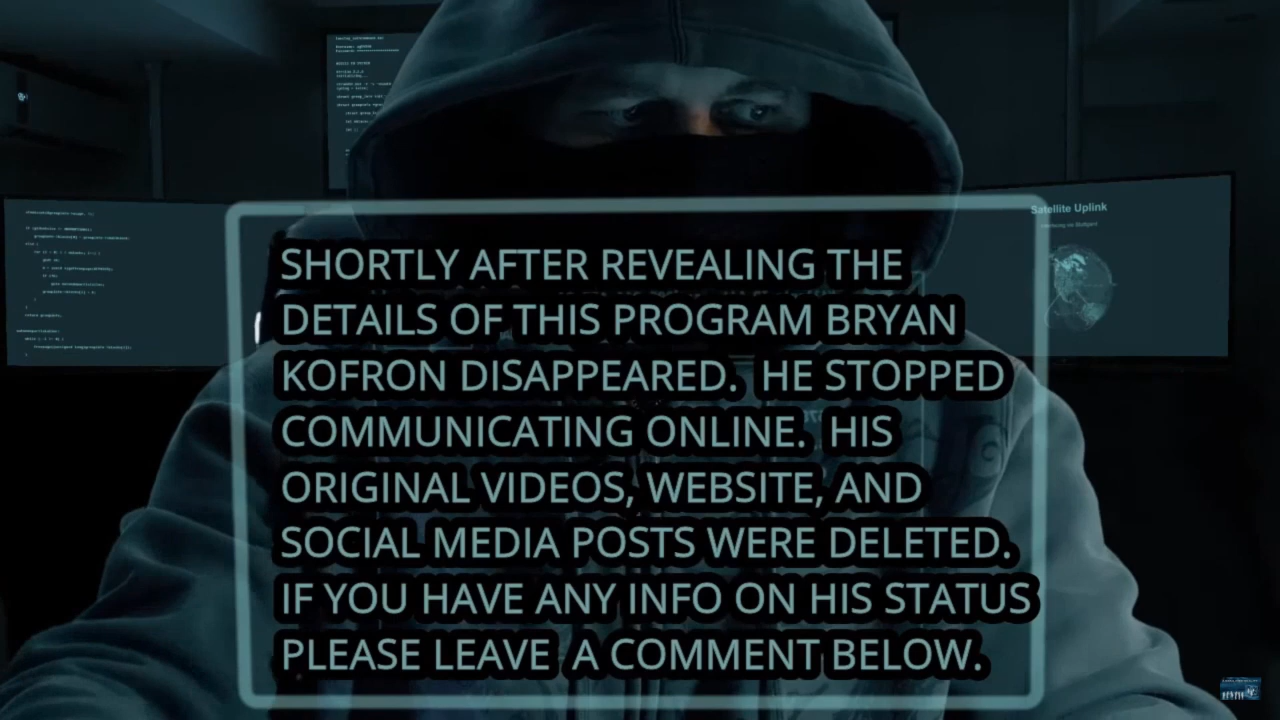 Satellite Uplink
SHORTLY AFTER REVEALING THE
DETAILS OF THIS PROGRAM BRYAN
KOFRON DISAPPEARED.  HE STOPPED
COMMUNICATING ONLINE.  HIS
ORIGINAL VIDEOS, WEBSITE, AND
SOCIAL MEDIA POSTS WERE DELETED.
IF YOU HAVE ANY INFO ON HIS STATUS
PLEASE LEAVE  A COMMENT BELOW.